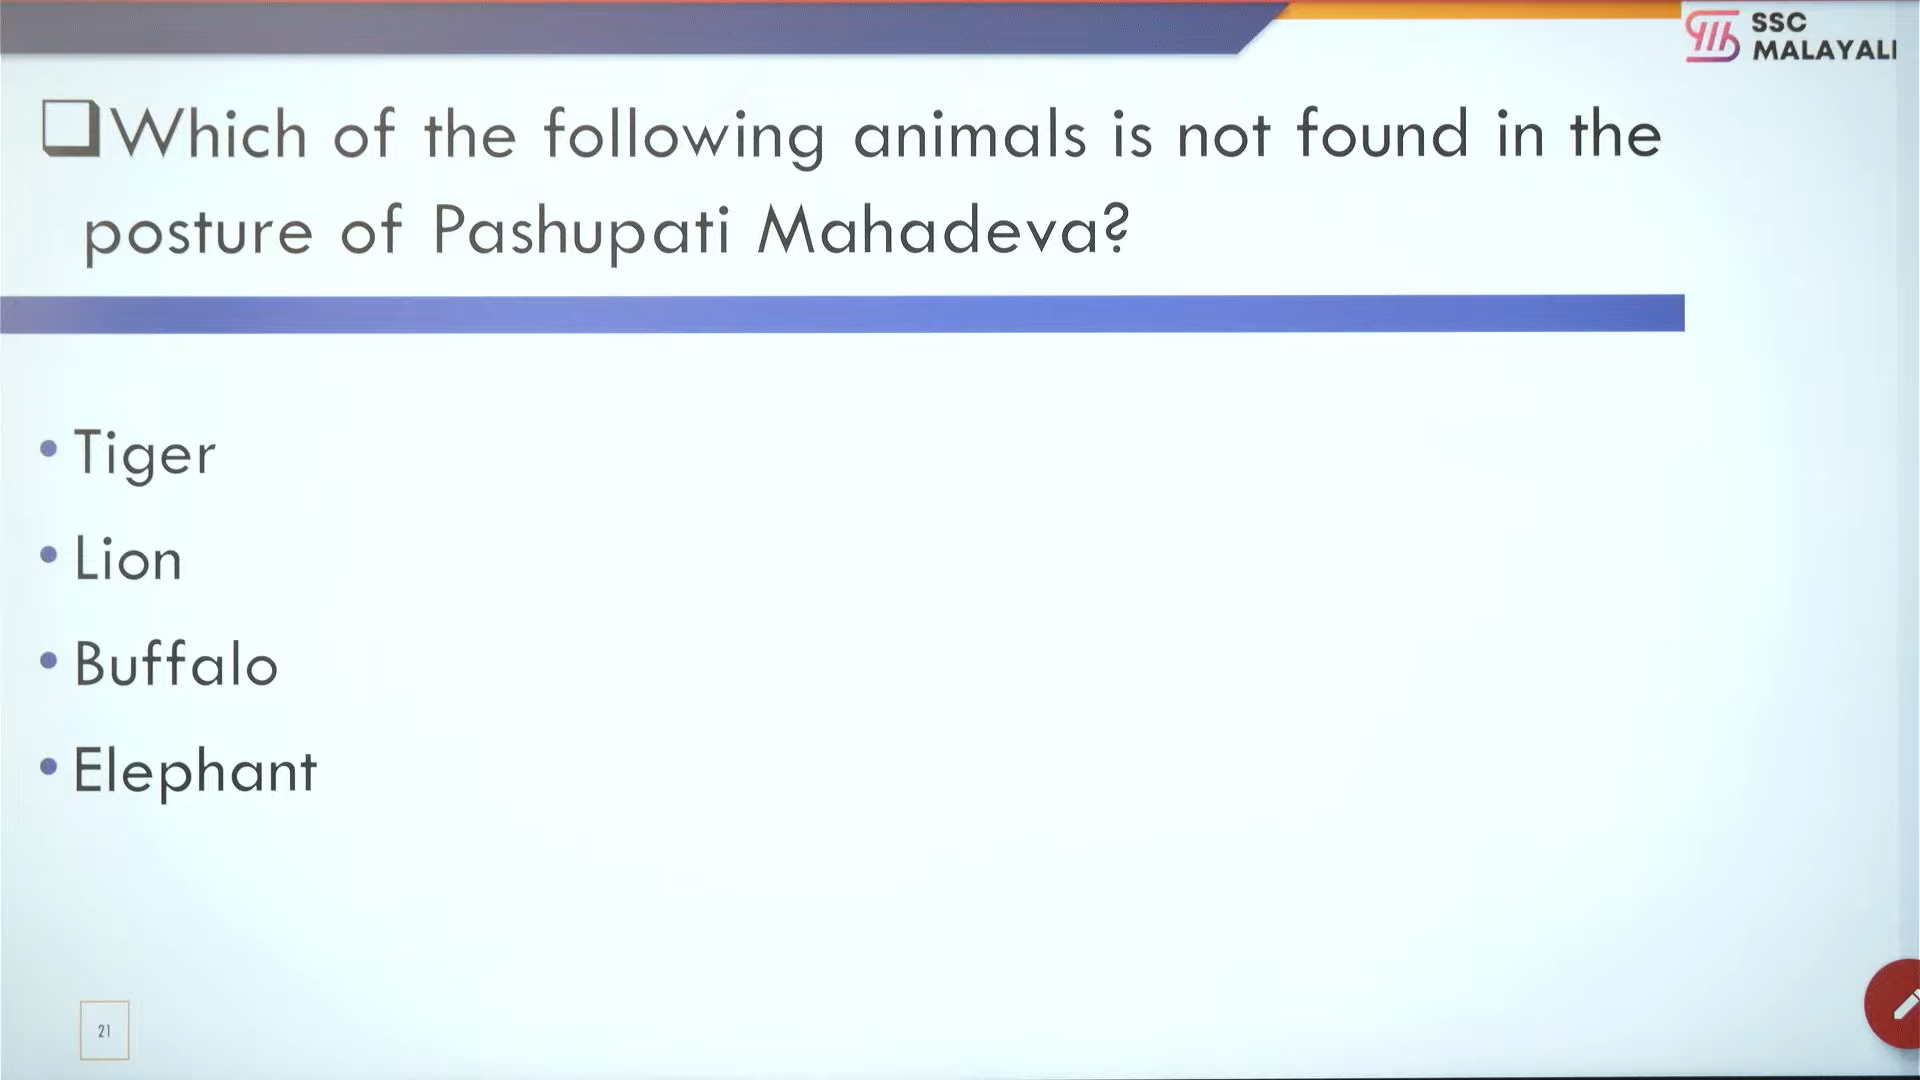 SSC
MALAYALI
Which of the following animals is not found in the
posture of Pashupati Mahadeva?
• Tiger
• Lion
• Buffalo
• Elephant
21